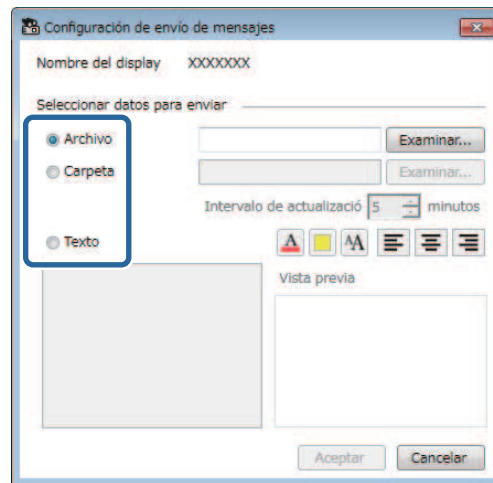 Configuración de envío de mensajes
Nombre del display XXXXXXX
Seleccionar datos para enviar
Archivo Examinar...
Carpeta Examinar...
Intervalo de actualizació 5 minutos
Texto A AA
Vista previa
Aceptar Cancelar